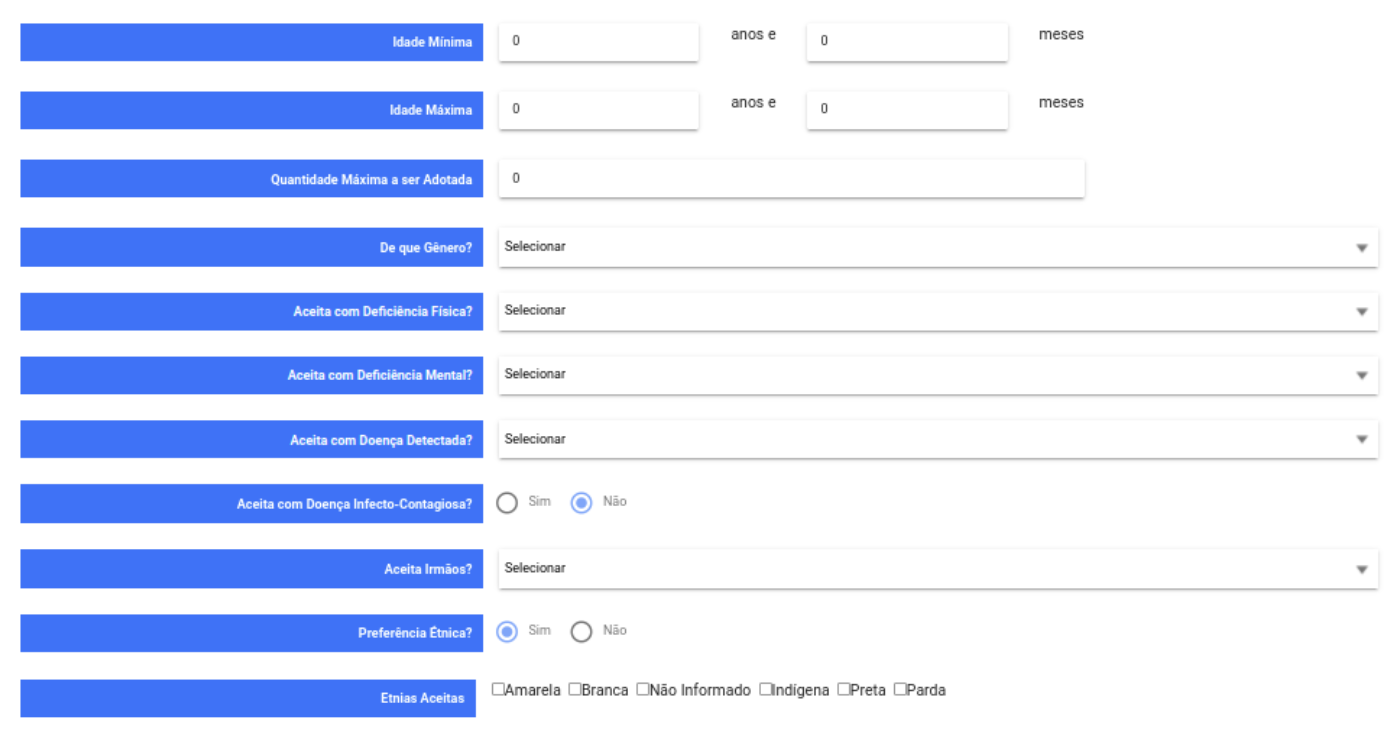 Idade Mínima 0 anos e 0 meses
Idade Máxima 0 anos e 0 meses
Quantidade Máxima a ser Adotada 0
De que Gênero? Selecionar
Aceita com Deficiência Física? Selecionar
Aceita com Deficiência Mental? Selecionar
Aceita com Doença Detectada? Selecionar
Aceita com Doença Infecto-Contagiosa? Sim Não
Aceita Irmãos? Selecionar
Preferência Étnica? Sim Não
Etnias Aceitas Amarela Branca Não Informado Indígena Preta Parda